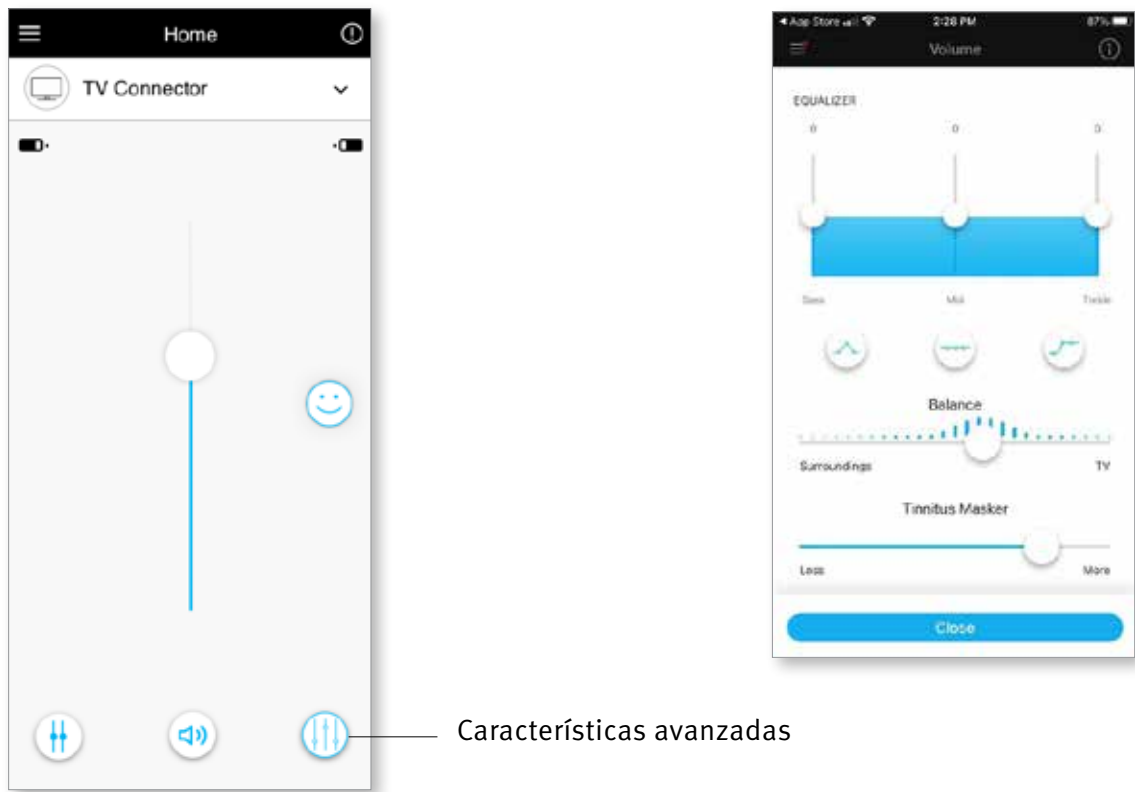 Home
TV Connector
Características avanzadas
App Store
2:28 PM
87%
Volume
EQUALIZER
0 0 0
Bass Mid Treble
Balance
Surroundings TV
Tinnitus Masker
Less More
Close